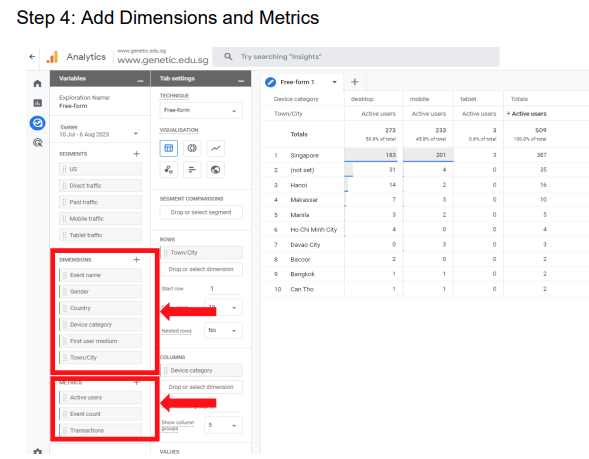 Step 4: Add Dimensions and Metrics
Analytics
www.genetic.edu.sg
www.genetic.edu.sg
Try searching "Insights"
Variables
Exploration Name:
Free-form
Custom
10 Jul - 6 Aug 2023
SEGMENTS
US
Direct traffic
Paid traffic
Mobile traffic
Tablet traffic
DIMENSIONS
Event name
Gender
Country
Device category
First user medium
Town/City
METRICS
Active users
Event count
Transactions
Tab settings
TECHNIQUE
Free-form
VISUALISATION
SEGMENT COMPARISONS
Drop or select segment
ROWS
Town/City
Drop or select dimension
Start row 1
10
Nested rows No
COLUMNS
Device category
Drop or select dimension
Show column groups 5
VALUES
Free-form 1
Device category desktop mobile tablet Totals
Town/City Active users Active users Active users Active users
Totals 273 233 3 509
53.6% of total 45.8% of total 0.6% of total 100.0% of total
1 Singapore 183 201 3 387
2 (not set) 31 4 0 35
3 Hanoi 14 2 0 16
4 Makassar 7 3 0 10
5 Manila 3 2 0 5
6 Ho Chi Minh City 4 0 0 4
7 Davao City 0 3 0 3
8 Bacoor 2 0 0 2
9 Bangkok 1 1 0 2
10 Can Tho 1 1 0 2